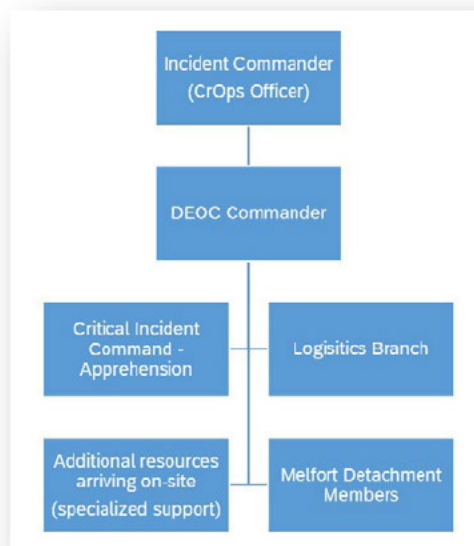 Incident Commander
(CrOps Officer)
DEOC Commander
Critical Incident
Command -
Apprehension
Logisitics Branch
Additional resources
arriving on-site
(specialized support)
Melfort Detachment
Members